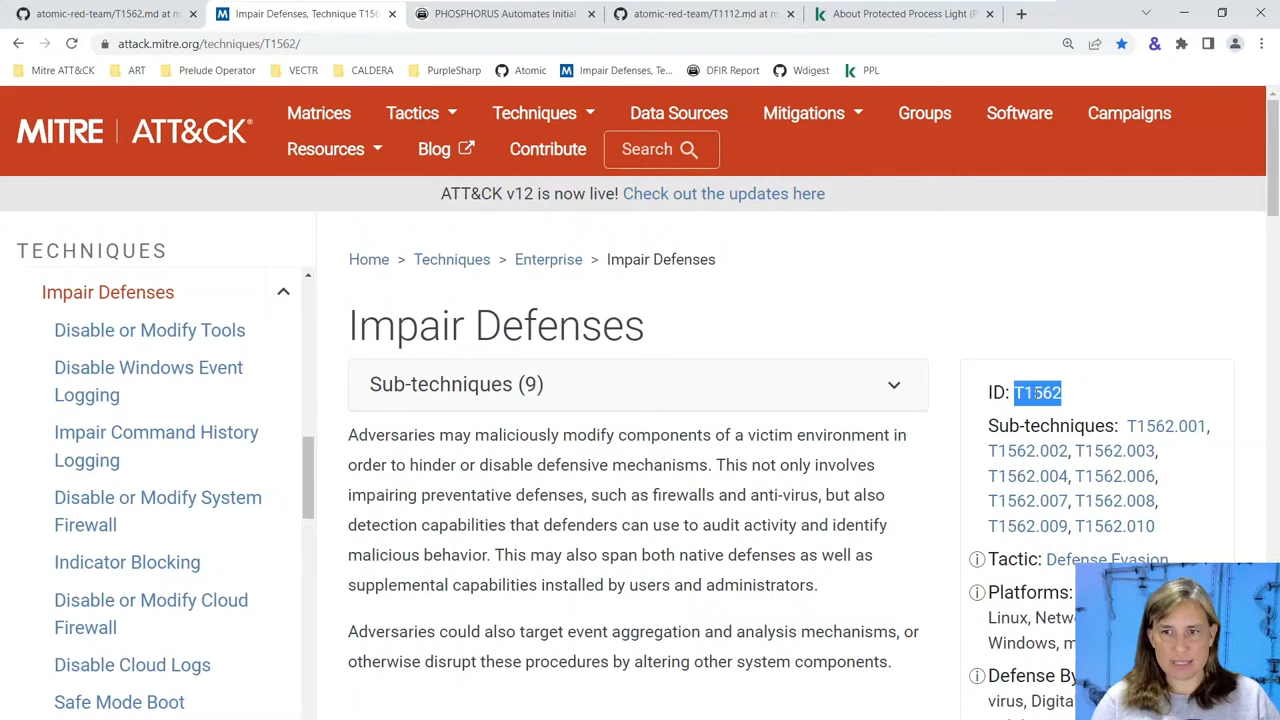 atomic-red-team/T1562.md at m
Impair Defenses, Technique T156
PHOSPHORUS Automates Initial
atomic-red-team/T1112.md at m
About Protected Process Light (P
attack.mitre.org/techniques/T1562/
Mitre ATT&CK
ART
Prelude Operator
VECTR
CALDERA
PurpleSharp
Atomic
Impair Defenses, Te...
DFIR Report
Wdigest
PPL
MITRE | ATT&CK®
Matrices
Tactics
Techniques
Data Sources
Mitigations
Groups
Software
Campaigns
Resources
Blog
Contribute
Search
ATT&CK v12 is now live! Check out the updates here
TECHNIQUES
Impair Defenses
Disable or Modify Tools
Disable Windows Event
Logging
Impair Command History
Logging
Disable or Modify System
Firewall
Indicator Blocking
Disable or Modify Cloud
Firewall
Disable Cloud Logs
Safe Mode Boot
Home > Techniques > Enterprise > Impair Defenses
Impair Defenses
Sub-techniques (9)
Adversaries may maliciously modify components of a victim environment in
order to hinder or disable defensive mechanisms. This not only involves
impairing preventative defenses, such as firewalls and anti-virus, but also
detection capabilities that defenders can use to audit activity and identify
malicious behavior. This may also span both native defenses as well as
supplemental capabilities installed by users and administrators.
Adversaries could also target event aggregation and analysis mechanisms, or
otherwise disrupt these procedures by altering other system components.
ID: T1562
Sub-techniques: T1562.001,
T1562.002, T1562.003,
T1562.004, T1562.006,
T1562.007, T1562.008,
T1562.009, T1562.010
Tactic: Defense Evasion
Platforms:
Linux, Netw
Windows, m
Defense By
virus, Digita